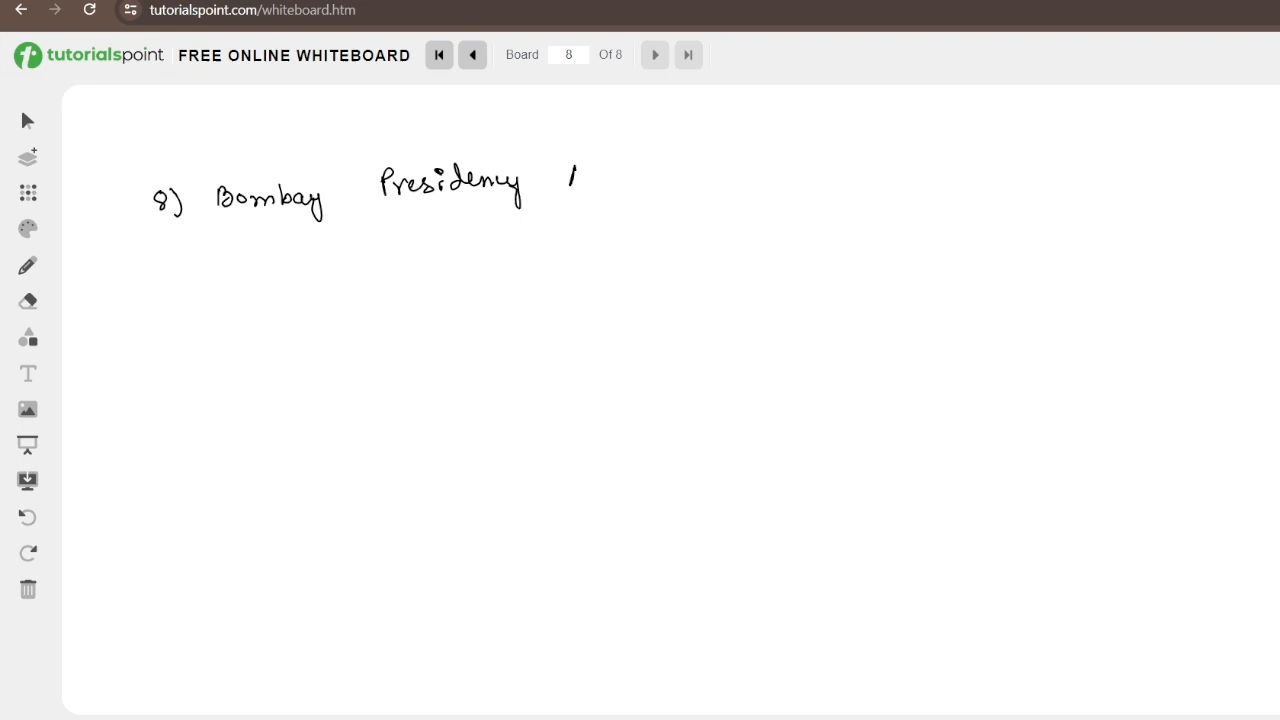 tutorialspoint.com/whiteboard.htm
tutorialspoint FREE ONLINE WHITEBOARD Board 8 Of 8
8) Bombay Presidency